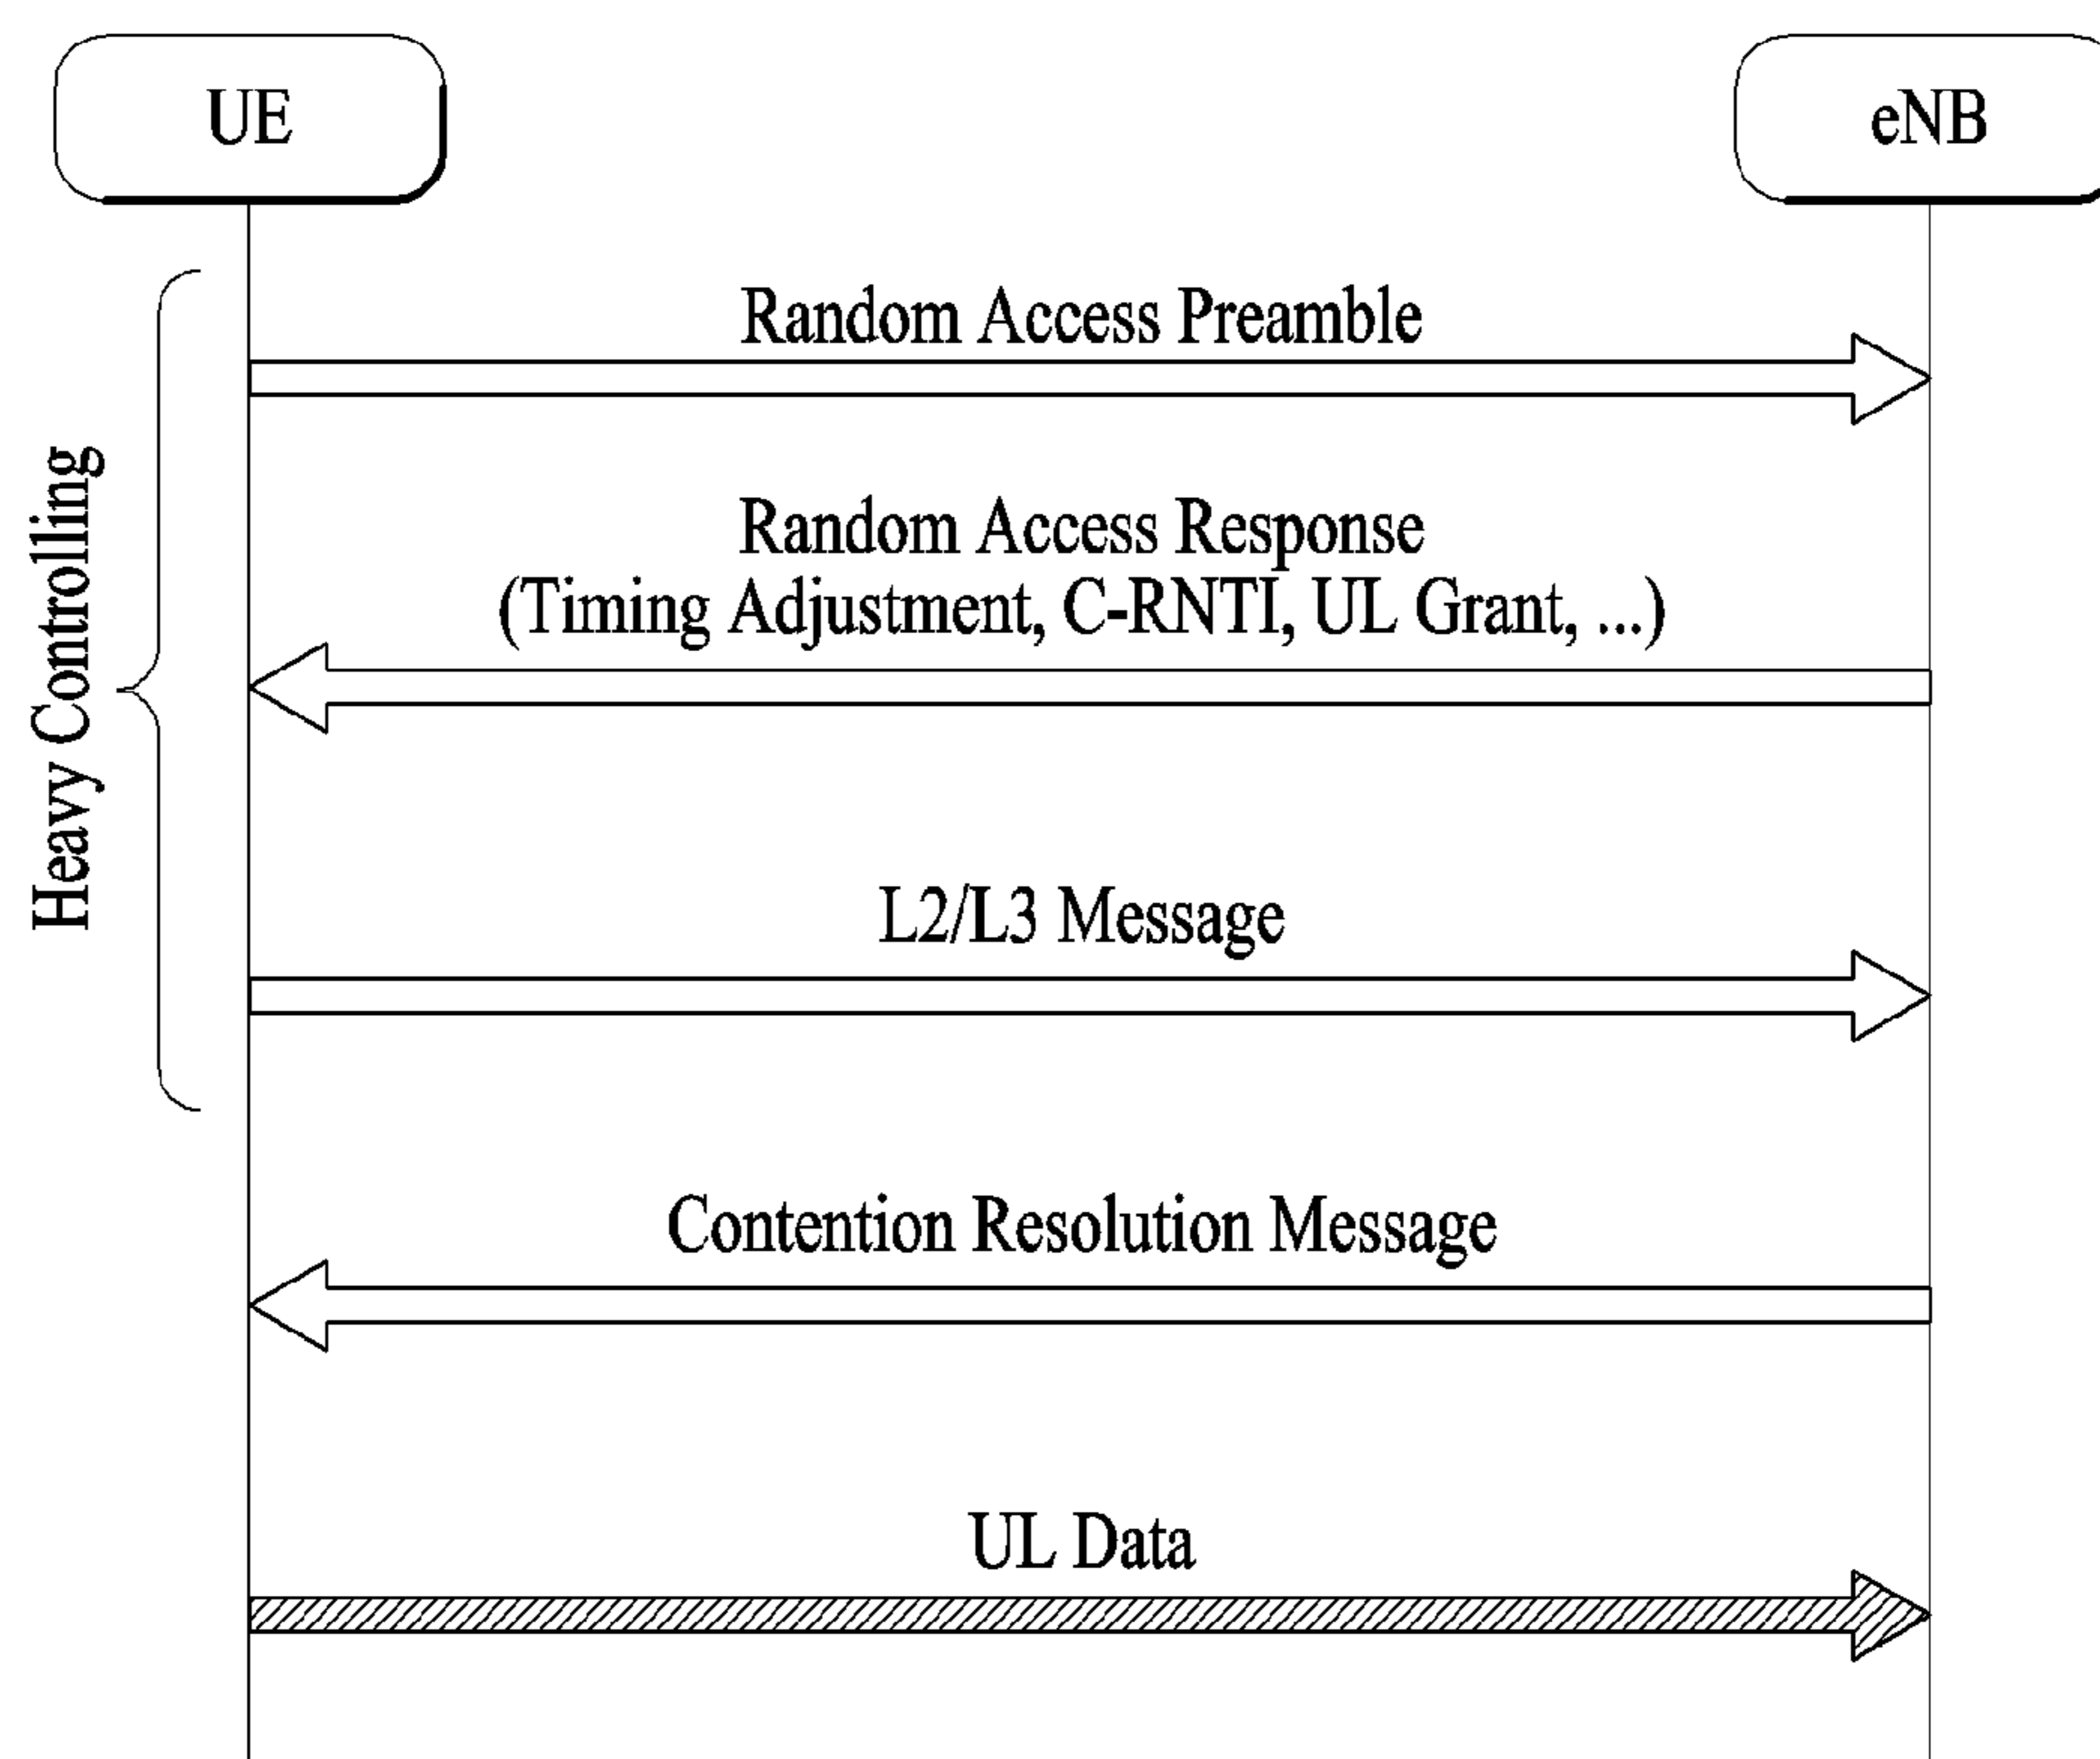 UE
eNB
Random Access Preamble
Heavy Controlling
Random Access Response
(Timing Adjustment, C-RNTI, UL Grant, ...)
L2/L3 Message
Contention Resolution Message
UL Data